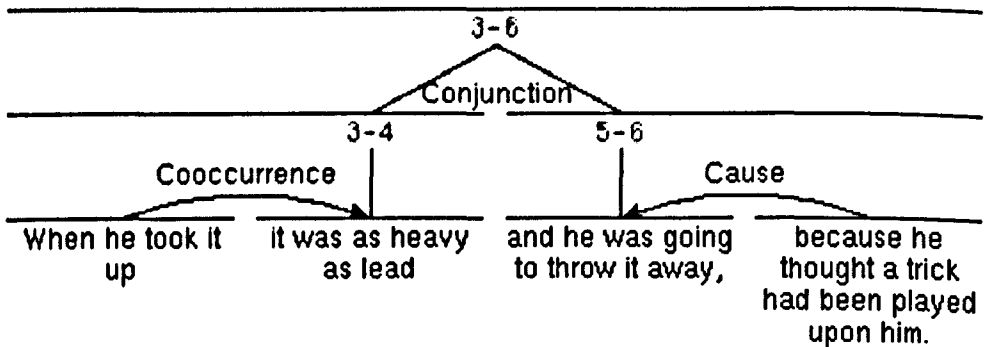 3-6
Conjunction
3-4
5-6
Cooccurrence
Cause
When he took it
up
it was as heavy
as lead
and he was going
to throw it away,
because he
thought a trick
had been played
upon him.